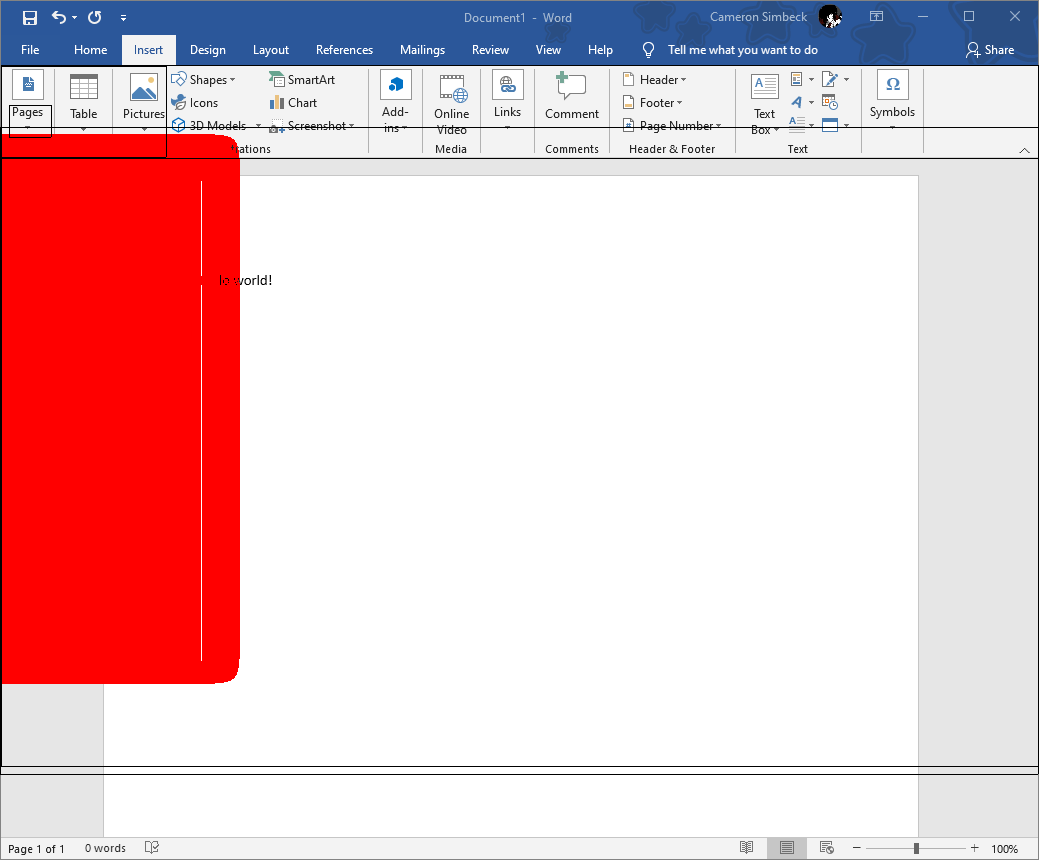 Document1 - Word
Cameron Simbeck
File Home Insert Design Layout References Mailings Review View Help Tell me what you want to do Share
Pages
Table
Pictures
Shapes
Icons
3D Models
SmartArt
Chart
Screenshot
Add-
ins
Online
Video
Media
Links
Comment
Comments
Header
Footer
Page Number
Header & Footer
Text
Box
Text
Symbols
lo world!
Page 1 of 1 0 words 100%